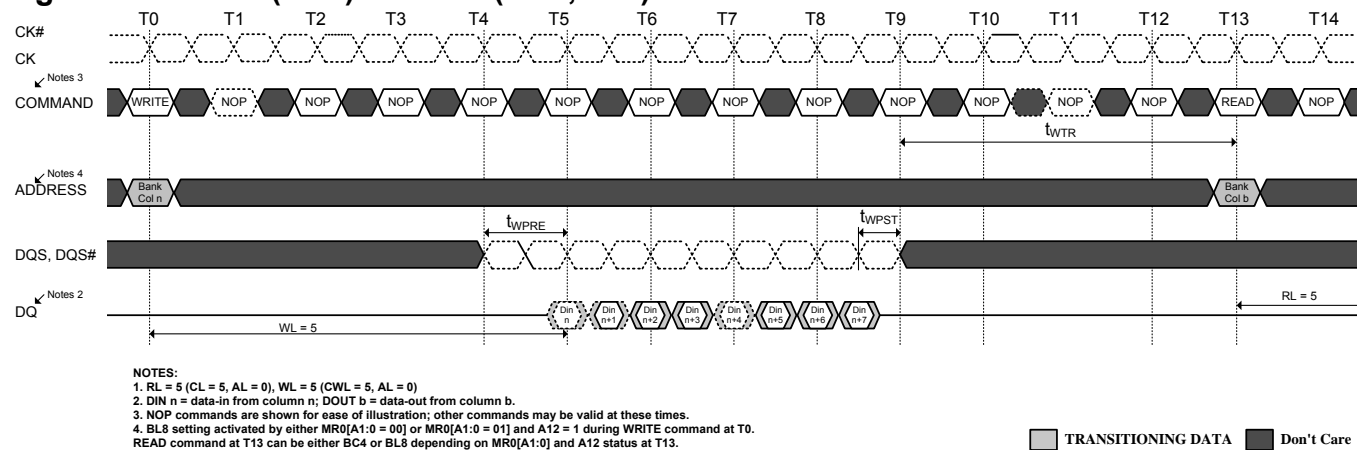 T0 T1 T2 T3 T4 T5 T6 T7 T8 T9 T10 T11 T12 T13 T14
CK#
CK
Notes 3
COMMAND WRITE NOP NOP NOP NOP NOP NOP NOP NOP NOP NOP NOP NOP READ NOP
tWTR
Notes 4
ADDRESS
Bank Col n
Bank Col b
tWPRE
tWPST
DQS, DQS#
Notes 2
DQ
Din n
Din n+1
Din n+2
Din n+3
Din n+4
Din n+5
Din n+6
Din n+7
RL = 5
WL = 5
NOTES:
1. RL = 5 (CL = 5, AL = 0), WL = 5 (CWL = 5, AL = 0)
2. DIN n = data-in from column n; DOUT b = data-out from column b.
3. NOP commands are shown for ease of illustration; other commands may be valid at these times.
4. BL8 setting activated by either MR0[A1:0 = 00] or MR0[A1:0 = 01] and A12 = 1 during WRITE command at T0.
READ command at T13 can be either BC4 or BL8 depending on MR0[A1:0] and A12 status at T13.
TRANSITIONING DATA
Don't Care